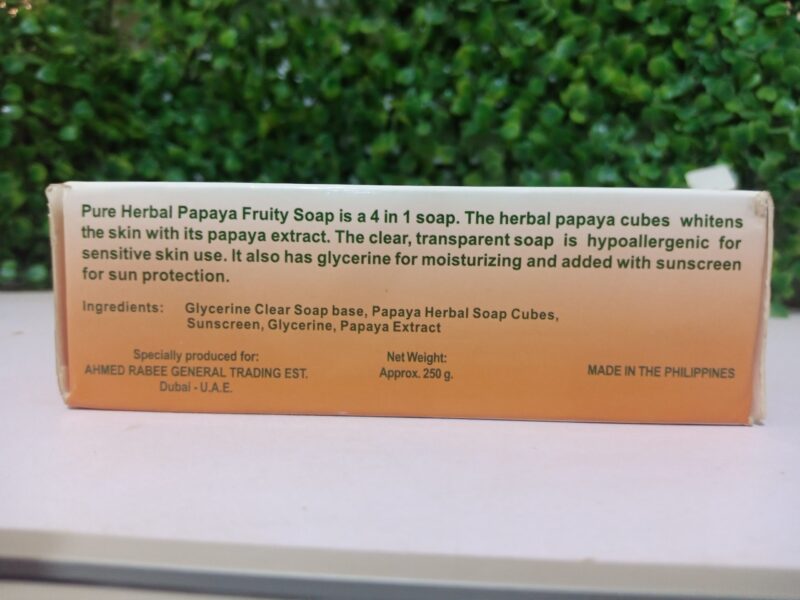 Pure Herbal Papaya Fruity Soap is a 4 in 1 soap. The herbal papaya cubes whitens
the skin with its papaya extract. The clear, transparent soap is hypoallergenic for
sensitive skin use. It also has glycerine for moisturizing and added with sunscreen
for sun protection.
Ingredients: Glycerine Clear Soap base, Papaya Herbal Soap Cubes,
Sunscreen, Glycerine, Papaya Extract
Specially produced for:
AHMED RABEE GENERAL TRADING EST.
Dubai - U.A.E.
Net Weight:
Approx. 250 g.
MADE IN THE PHILIPPINES